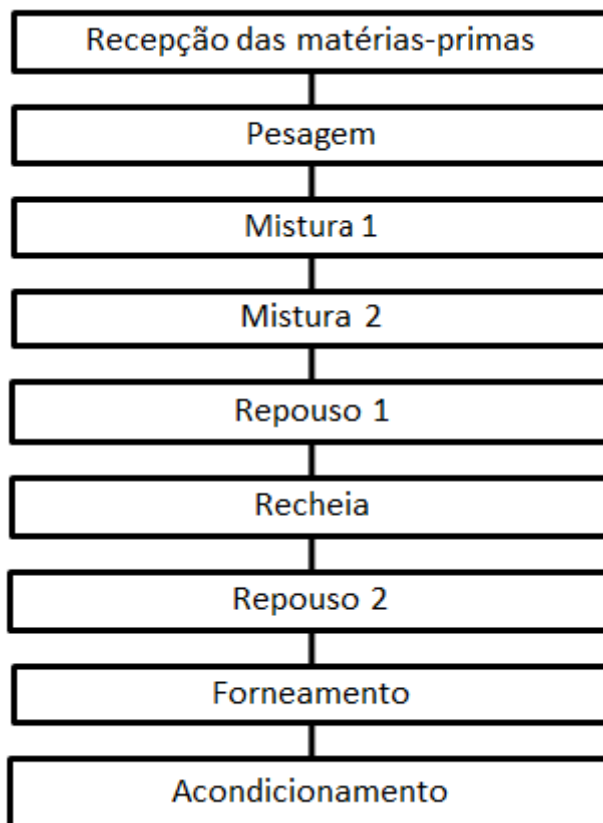 Recepção das matérias-primas
Pesagem
Mistura 1
Mistura 2
Repouso 1
Recheia
Repouso 2
Forneamento
Acondicionamento